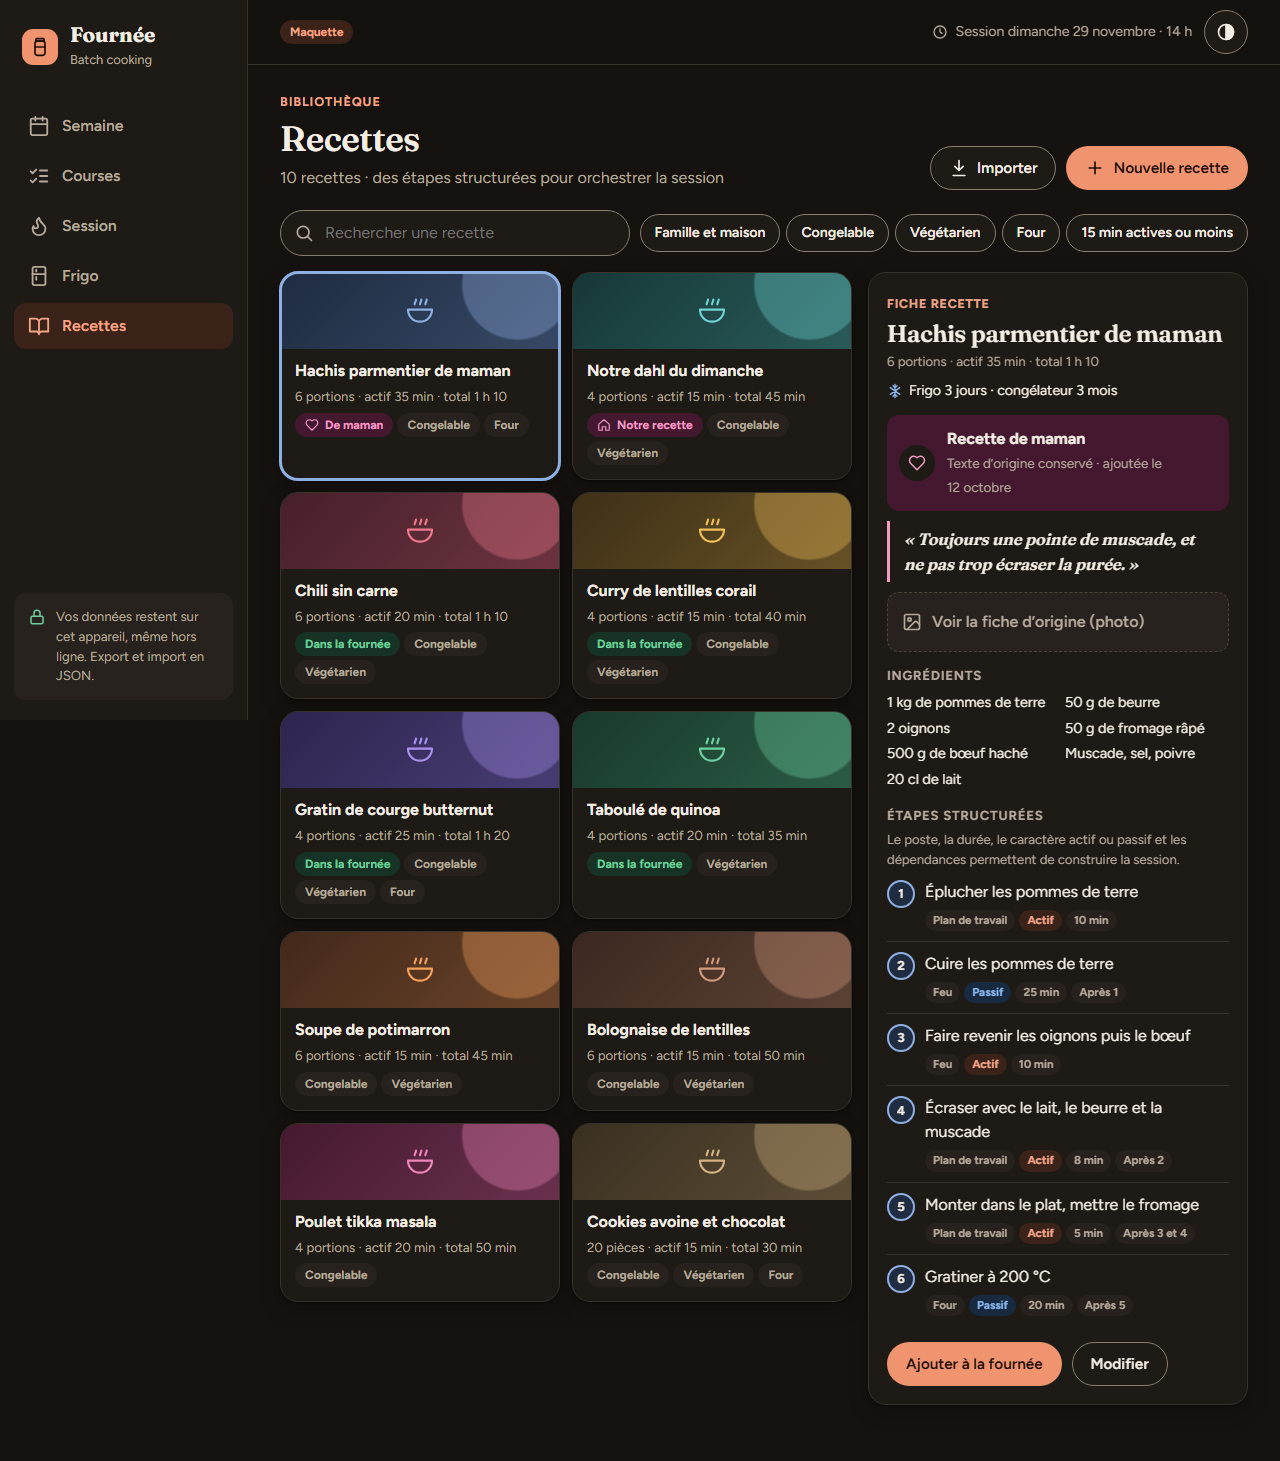 Fournée
Batch cooking
Semaine
Courses
Session
Frigo
Recettes
Vos données restent sur
cet appareil, même hors
ligne. Export et import en
JSON.
Maquette
Session dimanche 29 novembre · 14 h
BIBLIOTHÈQUE
Recettes
10 recettes · des étapes structurées pour orchestrer la session
Importer
Nouvelle recette
Rechercher une recette
Famille et maison
Congelable
Végétarien
Four
15 min actives ou moins
Hachis parmentier de maman
6 portions · actif 35 min · total 1 h 10
De maman
Congelable
Four
Notre dahl du dimanche
4 portions · actif 15 min · total 45 min
Notre recette
Congelable
Végétarien
Chili sin carne
6 portions · actif 20 min · total 1 h 10
Dans la fournée
Congelable
Végétarien
Curry de lentilles corail
4 portions · actif 15 min · total 40 min
Dans la fournée
Congelable
Végétarien
Gratin de courge butternut
4 portions · actif 25 min · total 1 h 20
Dans la fournée
Congelable
Végétarien
Four
Taboulé de quinoa
4 portions · actif 20 min · total 35 min
Dans la fournée
Végétarien
Soupe de potimarron
6 portions · actif 15 min · total 45 min
Congelable
Végétarien
Bolognaise de lentilles
6 portions · actif 15 min · total 50 min
Congelable
Végétarien
Poulet tikka masala
4 portions · actif 20 min · total 50 min
Congelable
Cookies avoine et chocolat
20 pièces · actif 15 min · total 30 min
Congelable
Végétarien
Four
FICHE RECETTE
Hachis parmentier de maman
6 portions · actif 35 min · total 1 h 10
Frigo 3 jours · congélateur 3 mois
Recette de maman
Texte d’origine conservé · ajoutée le
12 octobre
« Toujours une pointe de muscade, et
ne pas trop écraser la purée. »
Voir la fiche d’origine (photo)
INGRÉDIENTS
1 kg de pommes de terre
2 oignons
500 g de bœuf haché
20 cl de lait
50 g de beurre
50 g de fromage râpé
Muscade, sel, poivre
ÉTAPES STRUCTURÉES
Le poste, la durée, le caractère actif ou passif et les
dépendances permettent de construire la session.
1 Éplucher les pommes de terre
Plan de travail Actif 10 min
2 Cuire les pommes de terre
Feu Passif 25 min Après 1
3 Faire revenir les oignons puis le bœuf
Feu Actif 10 min
4 Écraser avec le lait, le beurre et la
muscade
Plan de travail Actif 8 min Après 2
5 Monter dans le plat, mettre le fromage
Plan de travail Actif 5 min Après 3 et 4
6 Gratiner à 200 °C
Four Passif 20 min Après 5
Ajouter à la fournée
Modifier